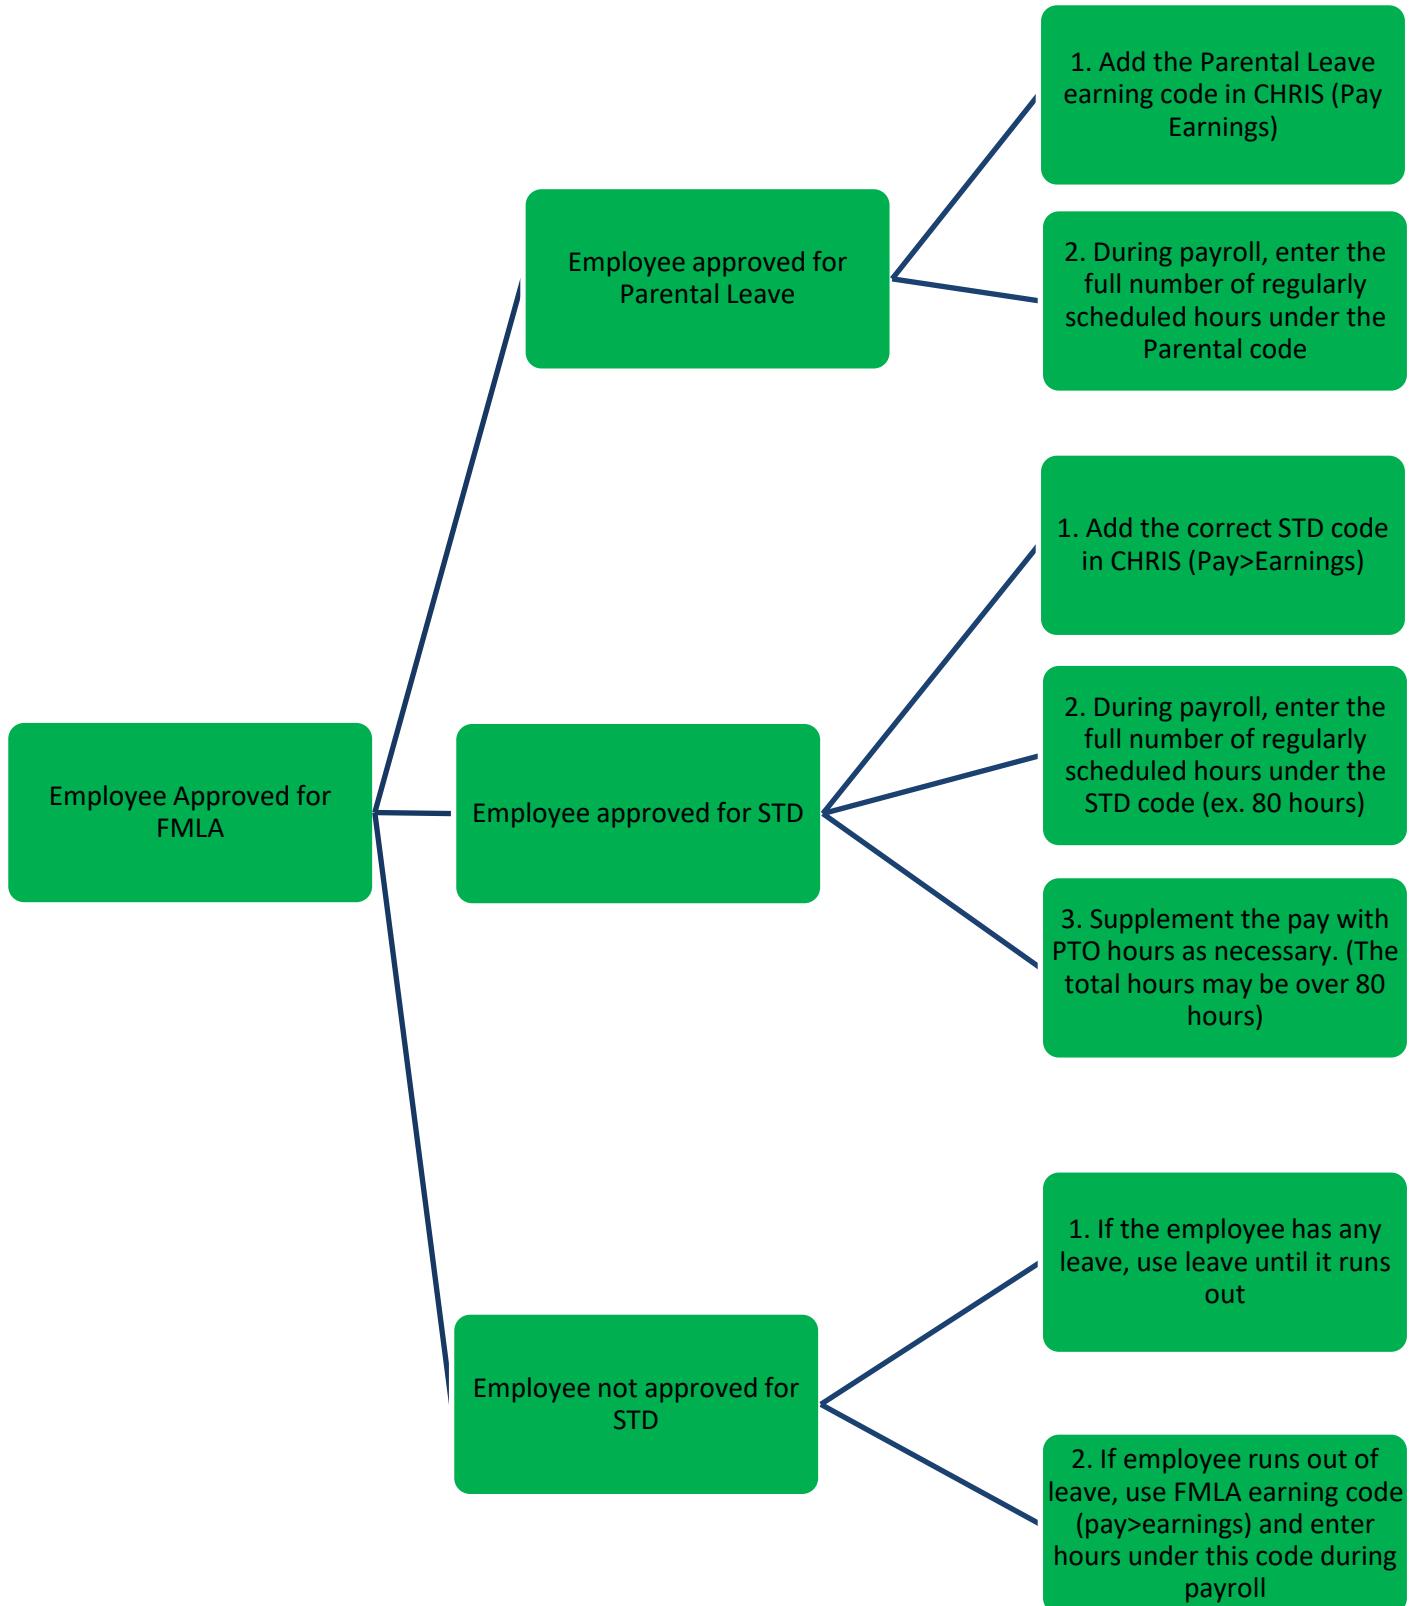 Employee Approved for
FMLA
Employee approved for
Parental Leave
1. Add the Parental Leave
earning code in CHRIS (Pay
Earnings)
2. During payroll, enter the
full number of regularly
scheduled hours under the
Parental code
Employee approved for STD
1. Add the correct STD code
in CHRIS (Pay>Earnings)
2. During payroll, enter the
full number of regularly
scheduled hours under the
STD code (ex. 80 hours)
3. Supplement the pay with
PTO hours as necessary. (The
total hours may be over 80
hours)
Employee not approved for
STD
1. If the employee has any
leave, use leave until it runs
out
2. If employee runs out of
leave, use FMLA earning code
(pay>earnings) and enter
hours under this code during
payroll